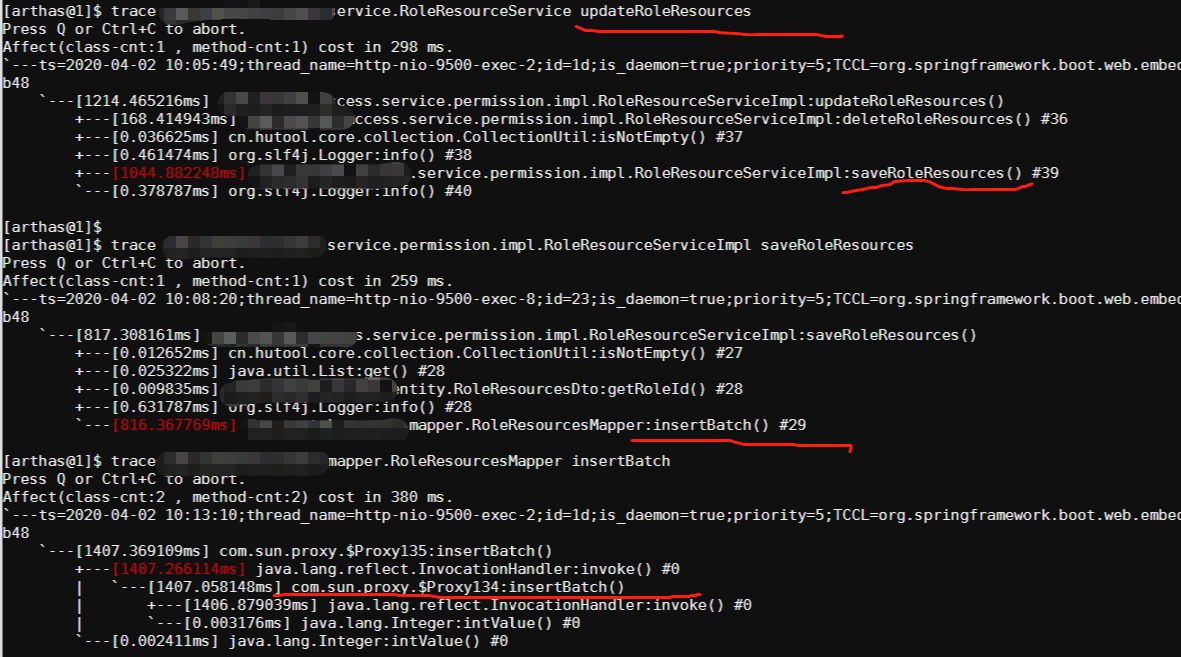 [arthas@1]$ trace ervice.RoleResourceService updateRoleResources
Press Q or Ctrl+C to abort.
Affect(class-cnt:1 , method-cnt:1) cost in 298 ms.
`---ts=2020-04-02 10:05:49;thread_name=http-nio-9500-exec-2;id=1d;is_daemon=true;priority=5;TCCL=org.springframework.boot.web.embed
b48
    `---[1214.465216ms] ccess.service.permission.impl.RoleResourceServiceImpl:updateRoleResources()
        +---[168.414943ms] ccess.service.permission.impl.RoleResourceServiceImpl:deleteRoleResources() #36
        +---[0.036625ms] cn.hutool.core.collection.CollectionUtil:isNotEmpty() #37
        +---[0.461474ms] org.slf4j.Logger:info() #38
        +---[1044.882248ms] .service.permission.impl.RoleResourceServiceImpl:saveRoleResources() #39
        `---[0.378787ms] org.slf4j.Logger:info() #40
[arthas@1]$
[arthas@1]$ trace service.permission.impl.RoleResourceServiceImpl saveRoleResources
Press Q or Ctrl+C to abort.
Affect(class-cnt:1 , method-cnt:1) cost in 259 ms.
`---ts=2020-04-02 10:08:20;thread_name=http-nio-9500-exec-8;id=23;is_daemon=true;priority=5;TCCL=org.springframework.boot.web.embed
b48
    `---[817.308161ms] s.service.permission.impl.RoleResourceServiceImpl:saveRoleResources()
        +---[0.012652ms] cn.hutool.core.collection.CollectionUtil:isNotEmpty() #27
        +---[0.025322ms] java.util.List:get() #28
        +---[0.009835ms] entity.RoleResourcesDto:getRoleId() #28
        +---[0.631787ms] org.slf4j.Logger:info() #28
        `---[816.367769ms] mapper.RoleResourcesMapper:insertBatch() #29
[arthas@1]$ trace mapper.RoleResourcesMapper insertBatch
Press Q or Ctrl+C to abort.
Affect(class-cnt:2 , method-cnt:2) cost in 380 ms.
`---ts=2020-04-02 10:13:10;thread_name=http-nio-9500-exec-2;id=1d;is_daemon=true;priority=5;TCCL=org.springframework.boot.web.embed
b48
    `---[1407.369109ms] com.sun.proxy.$Proxy135:insertBatch()
        +---[1407.266114ms] java.lang.reflect.InvocationHandler:invoke() #0
        |   `---[1407.058148ms] com.sun.proxy.$Proxy134:insertBatch()
        |       +---[1406.879039ms] java.lang.reflect.InvocationHandler:invoke() #0
        |       `---[0.003176ms] java.lang.Integer:intValue() #0
        `---[0.002411ms] java.lang.Integer:intValue() #0